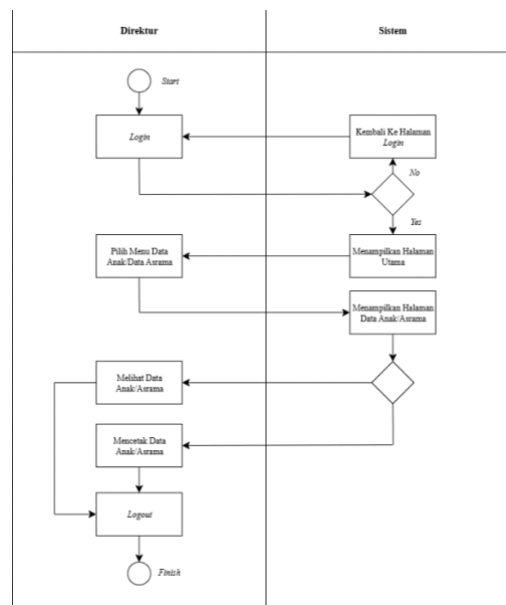 Direktur
Sistem
Start
Login
Kembali Ke Halaman
Login
No
Yes
Pilih Menu Data
Anak/Data Asrama
Menampilkan Halaman
Utama
Menampilkan Halaman
Data Anak/Asrama
Melihat Data
Anak/Asrama
Mencetak Data
Anak/Asrama
Logout
Finish